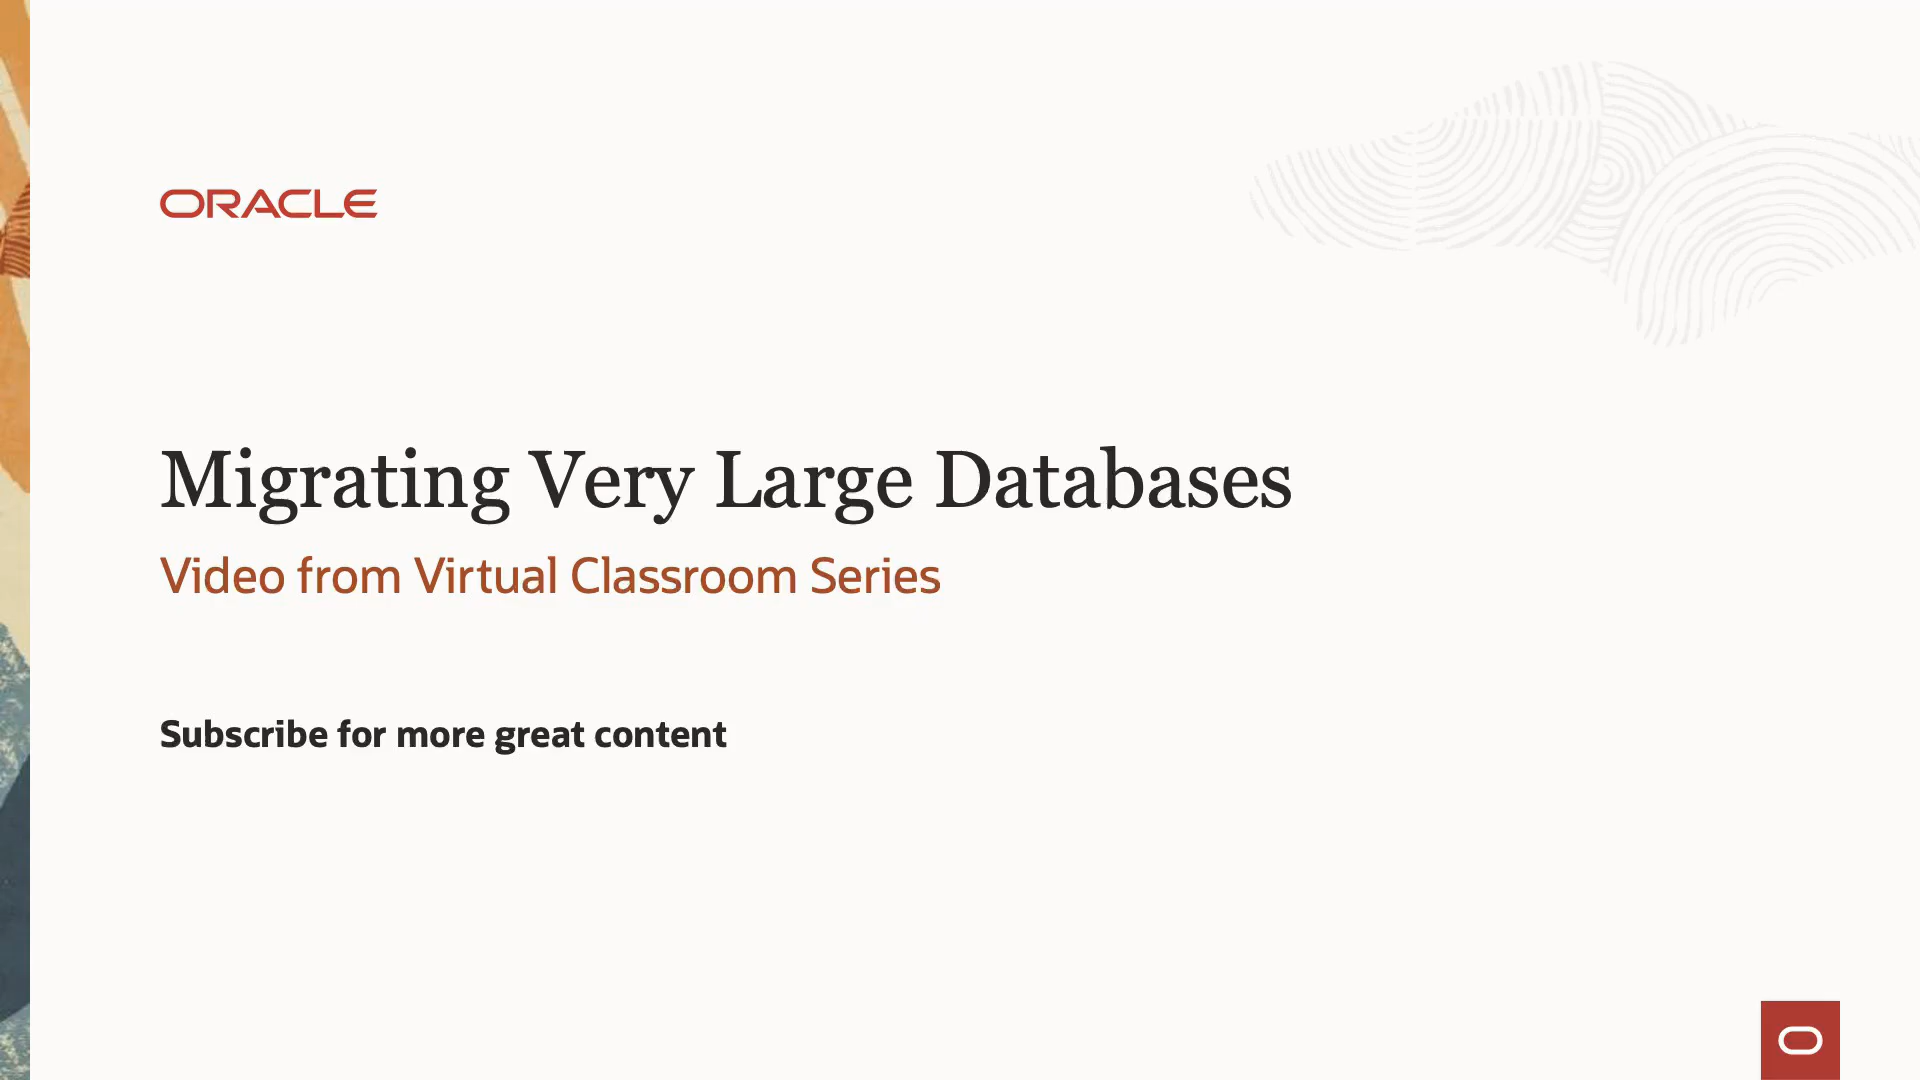 ORACLE
Migrating Very Large Databases
Video from Virtual Classroom Series
Subscribe for more great content